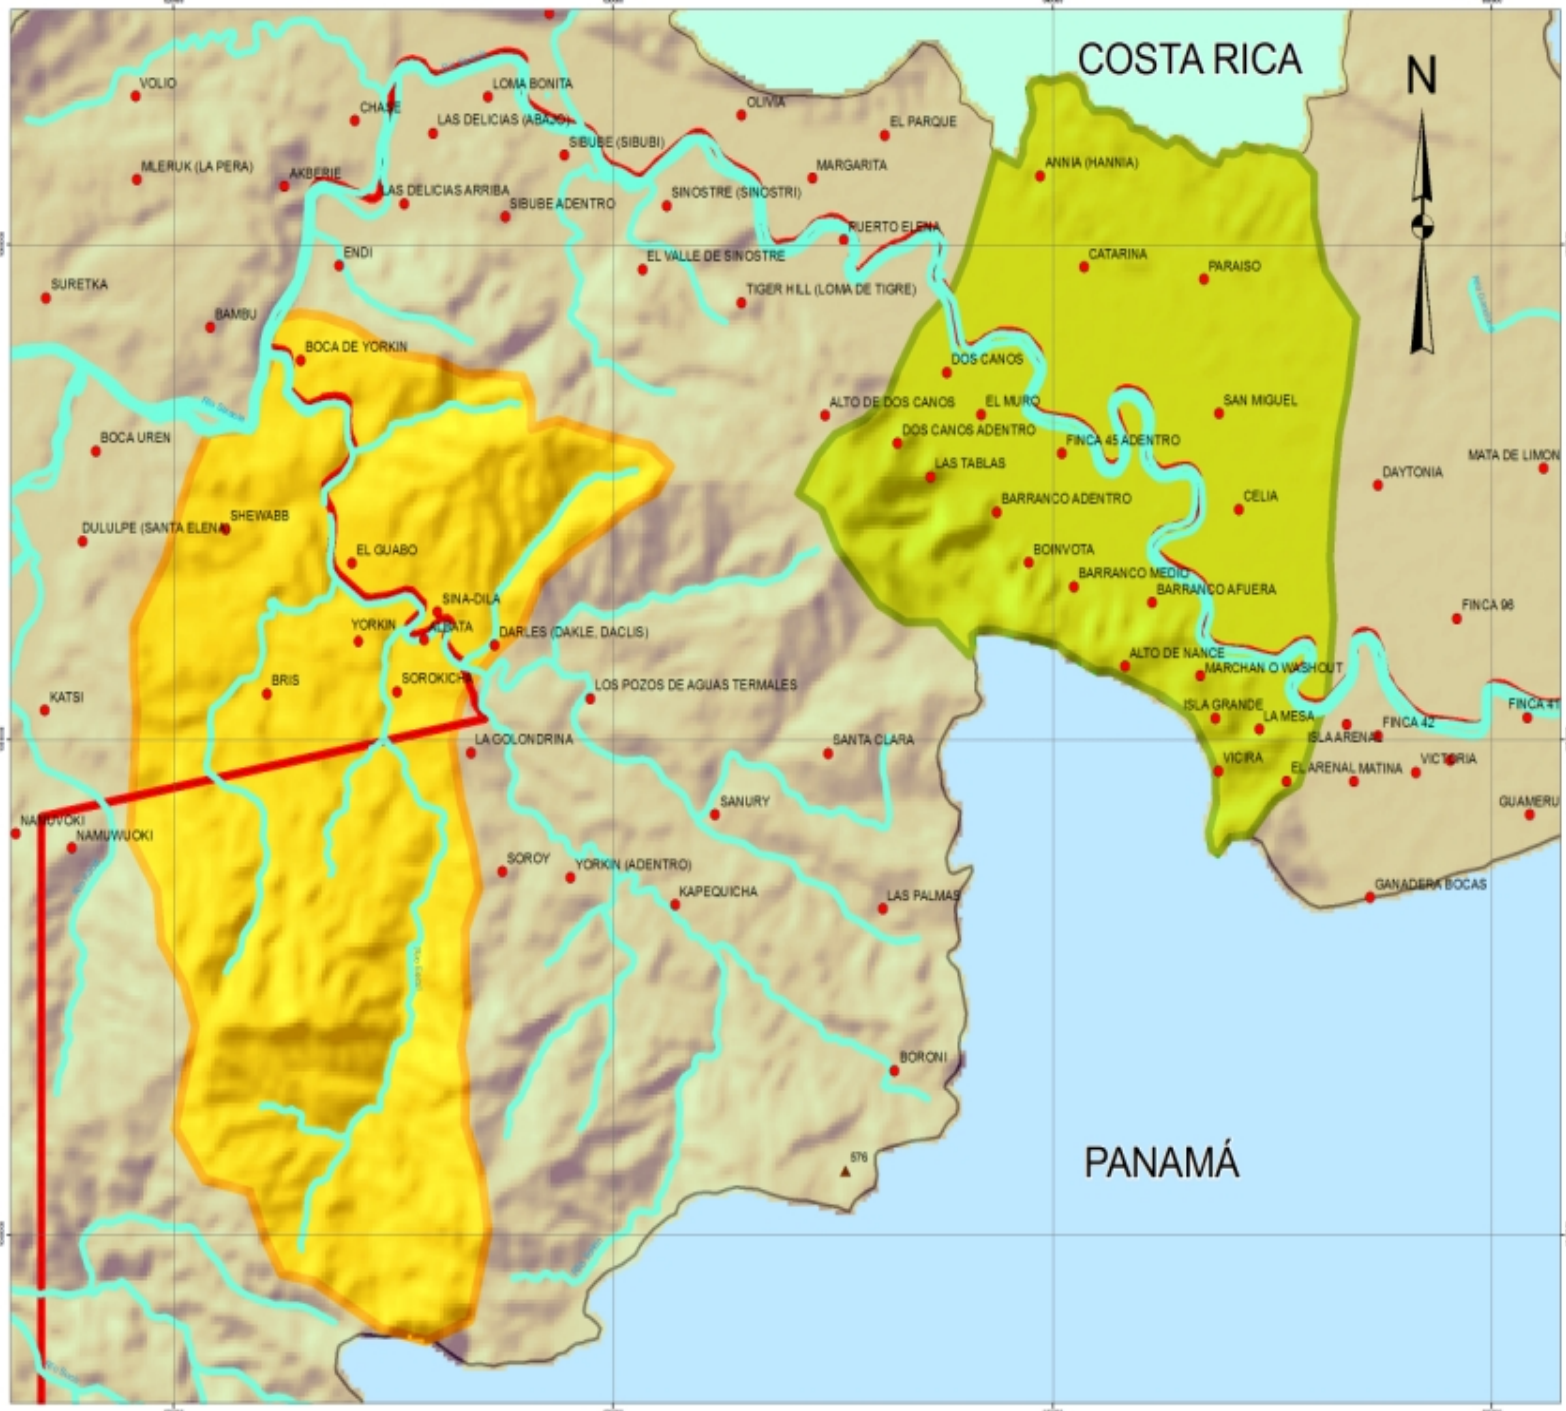 COSTA RICA
N
VOLIO
LOMA BONITA
CHASE
LAS DELICIAS (ABAJO)
OLIVIA
EL PARQUE
SIBUBE (SIBUBI)
MLERUK (LA PERA)
AKBERIE
MARGARITA
ANNIA (HANNIA)
LAS DELICIAS ARRIBA
SIBUBE ADENTRO
SINOSTRE (SINOSTRI)
PUERTO ELENA
ENDI
EL VALLE DE SINOSTRE
CATARINA
PARAISO
SURETKA
TIGER HILL (LOMA DE TIGRE)
BAMBU
BOCA DE YORKIN
DOS CANOS
ALTO DE DOS CANOS
EL MURO
SAN MIGUEL
BOCA UREN
DOS CANOS ADENTRO
FINCA 45 ADENTRO
MATA DE LIMON
LAS TABLAS
DAYTONIA
BARRANCO ADENTRO
CELIA
DULULPE (SANTA ELENA)
SHEWABB
EL GUABO
BOINVOTA
BARRANCO MEDIO
BARRANCO AFUERA
SINA-DILA
FINCA 96
YORKIN
DARLES (DAKLE, DACLIS)
ALTO DE NANCE
MARCHAN O WASHOUT
BRIS
SOROKICHA
LOS POZOS DE AGUAS TERMALES
KATSI
ISLA GRANDE
LA MESA
FINCA 42
FINCA 41
LA GOLONDRINA
SANTA CLARA
ISLA ARENAL
VICIRA
EL ARENAL
MATINA
VICTORIA
SANURY
GUAMERU
NAMUVOKI
NAMUWUOKI
SOROY
YORKIN (ADENTRO)
KAPEQUICHA
LAS PALMAS
GANADERA BOCAS
BORONI
576
PANAMÁ